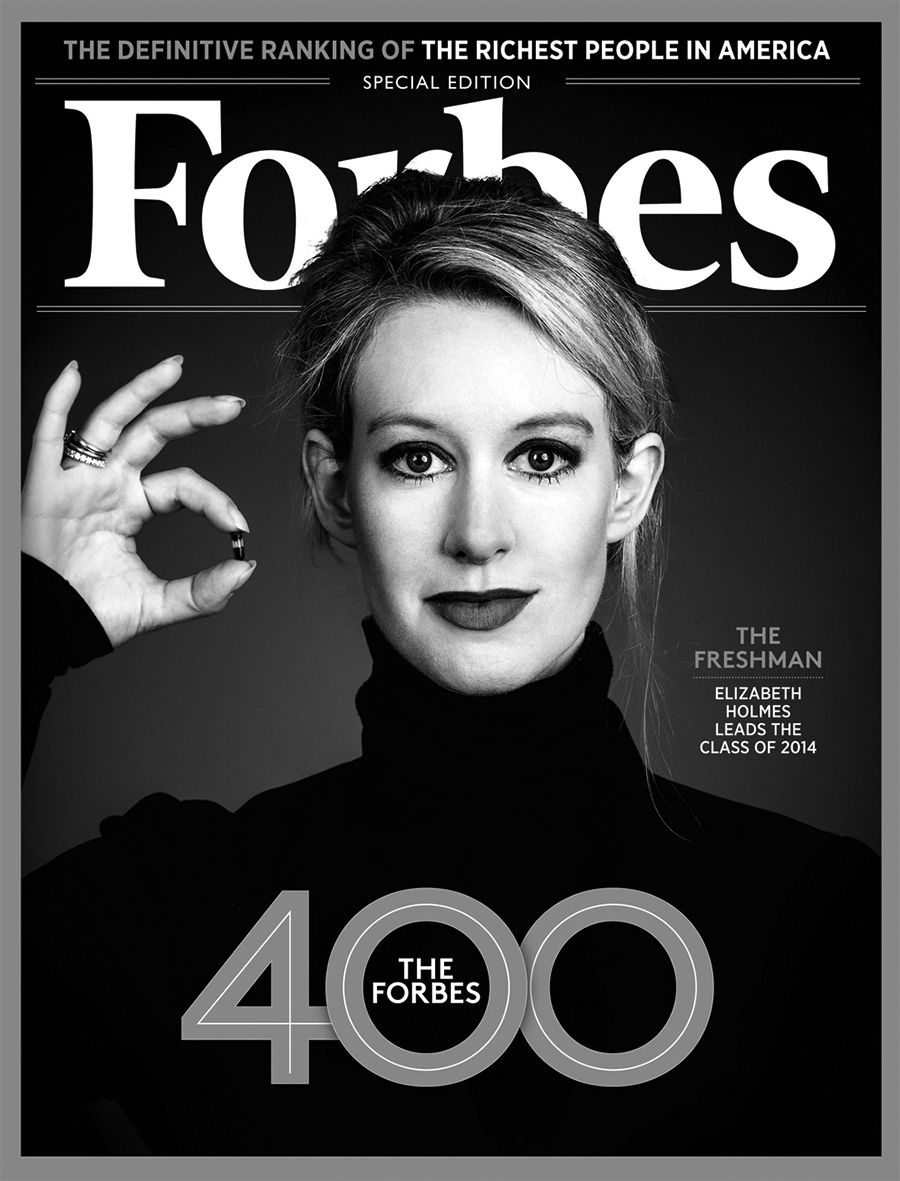 THE DEFINITIVE RANKING OF THE RICHEST PEOPLE IN AMERICA
SPECIAL EDITION
Forbes
THE
FRESHMAN
ELIZABETH
HOLMES
LEADS THE
CLASS OF 2014
400
THE
FORBES